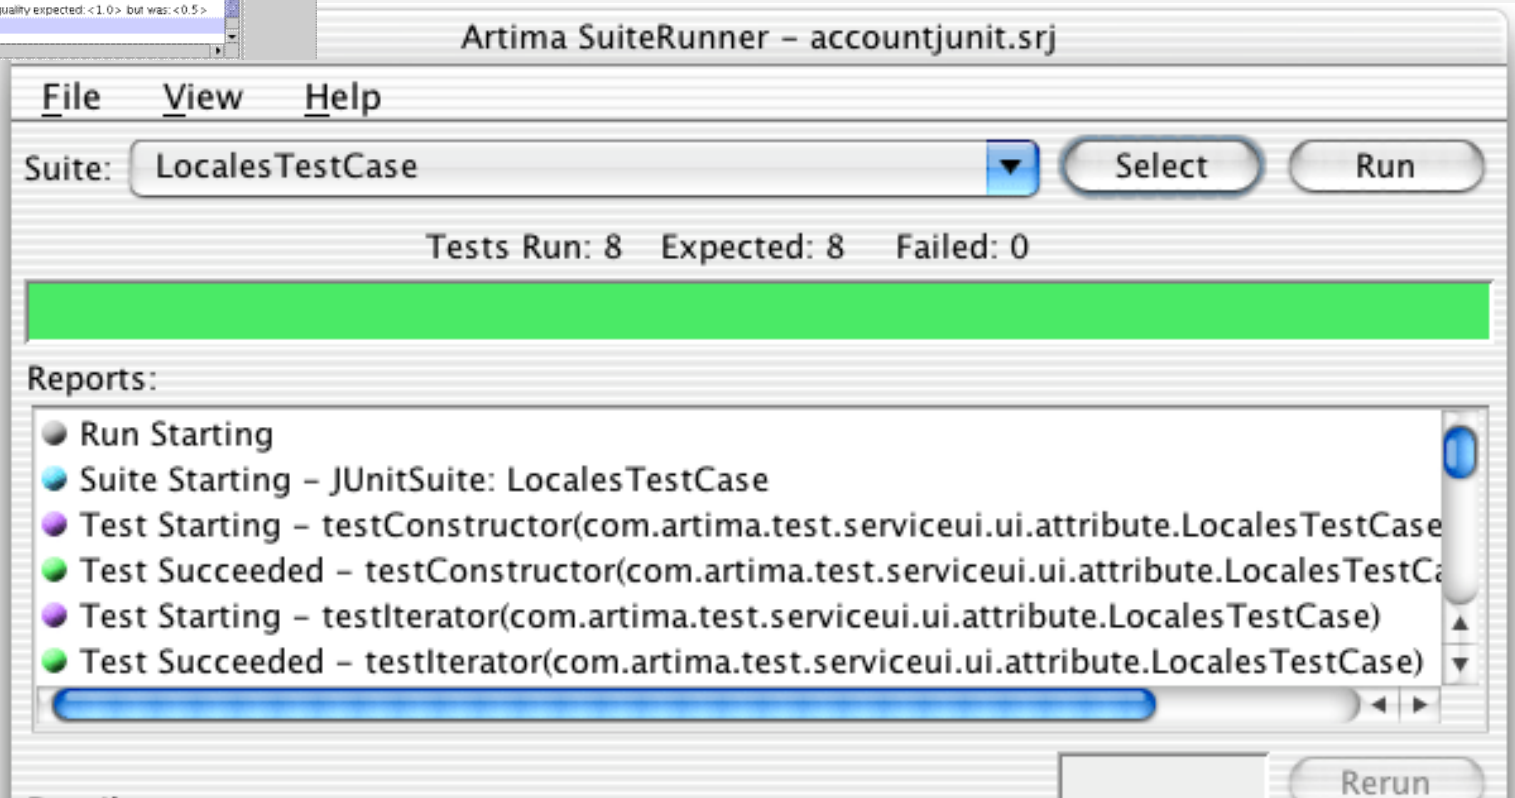 quality expected: <1.0> but was: <0.5>
Artima SuiteRunner – accountjunit.srj
File View Help
Suite: LocalesTestCase Select Run
Tests Run: 8 Expected: 8 Failed: 0
Reports:
Run Starting
Suite Starting – JUnitSuite: LocalesTestCase
Test Starting – testConstructor(com.artima.test.serviceui.ui.attribute.LocalesTestCase
Test Succeeded – testConstructor(com.artima.test.serviceui.ui.attribute.LocalesTestCa
Test Starting – testIterator(com.artima.test.serviceui.ui.attribute.LocalesTestCase)
Test Succeeded – testIterator(com.artima.test.serviceui.ui.attribute.LocalesTestCase)
Rerun